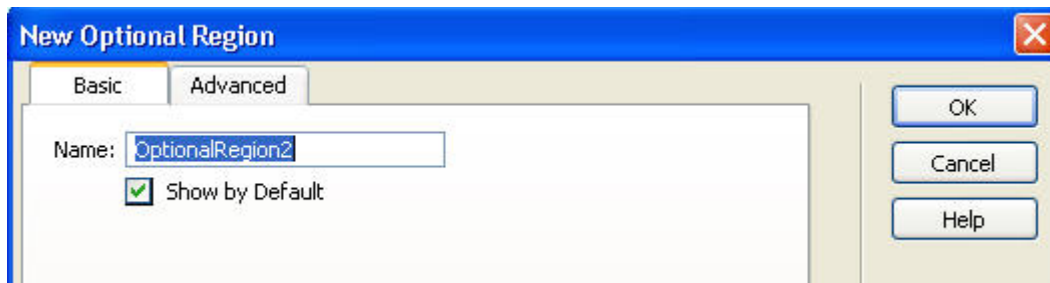 New Optional Region
Basic
Advanced
Name: OptionalRegion2
Show by Default
OK
Cancel
Help